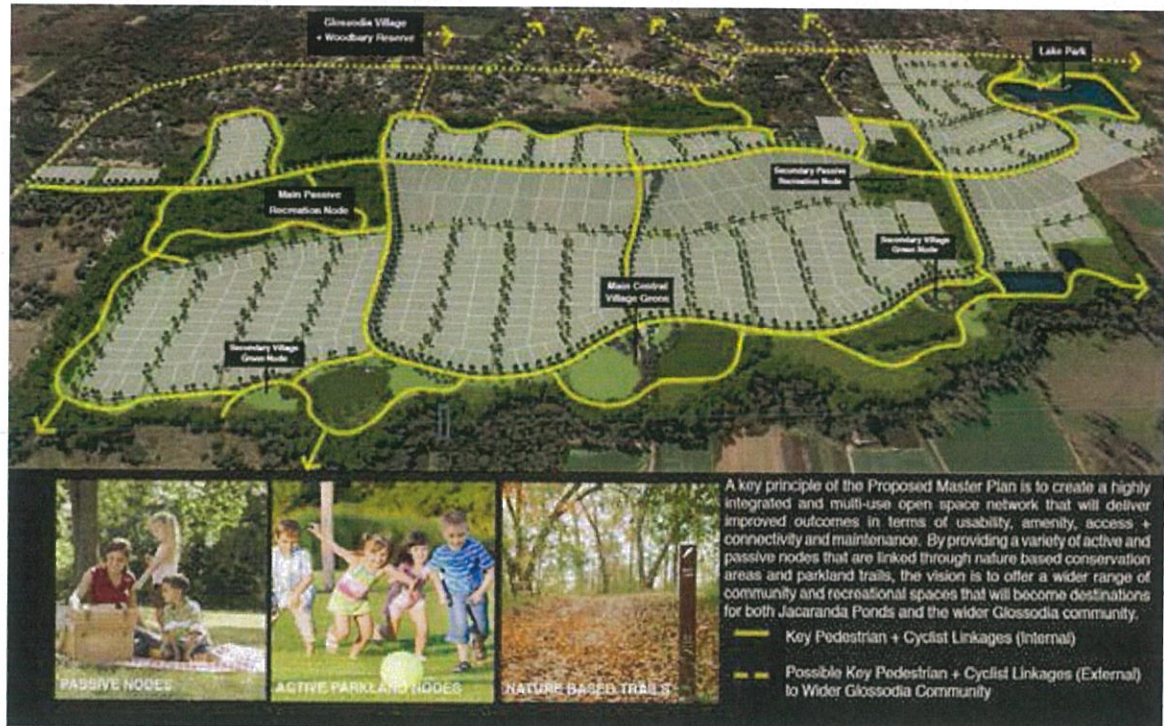 Glossodia Village
+ Woodbury Reserve
Lake Park
Main Passive
Recreation Node
Secondary Passive
Recreation Node
Secondary Village
Green Node
Main Central
Village Green
Secondary Village
Green Node
PASSIVE NODES
ACTIVE PARKLAND NODES
NATURE BASED TRAILS
A key principle of the Proposed Master Plan is to create a highly
integrated and multi-use open space network that will deliver
improved outcomes in terms of usability, amenity, access +
connectivity and maintenance. By providing a variety of active and
passive nodes that are linked through nature based conservation
areas and parkland trails, the vision is to offer a wider range of
community and recreational spaces that will become destinations
for both Jacaranda Ponds and the wider Glossodia community.
Key Pedestrian + Cyclist Linkages (Internal)
Possible Key Pedestrian + Cyclist Linkages (External)
to Wider Glossodia Community